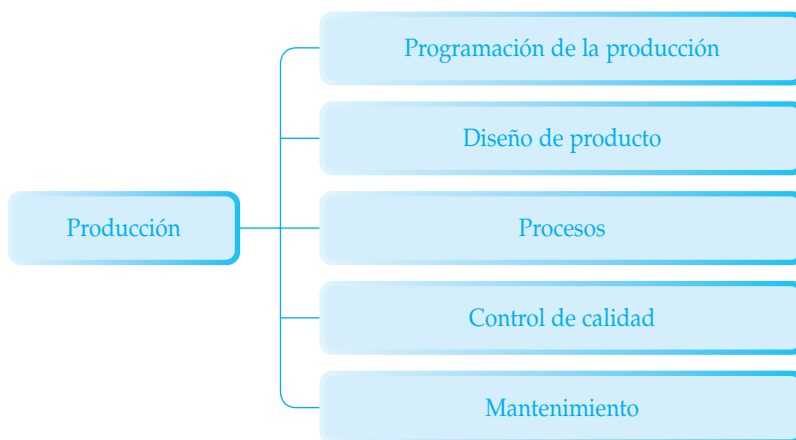 Programación de la producción
Diseño de producto
Producción
Procesos
Control de calidad
Mantenimiento